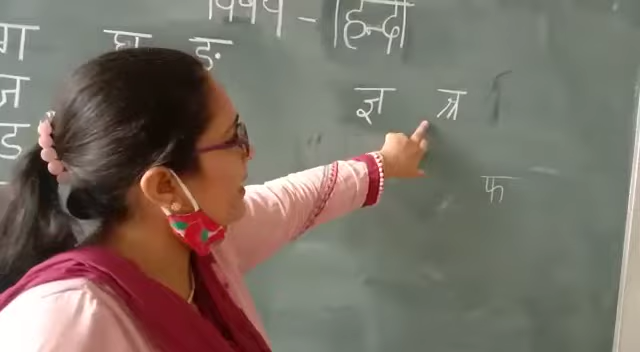 विषय - हिन्दी
ग घ ङ
ज ज्ञ त्र
ड फ